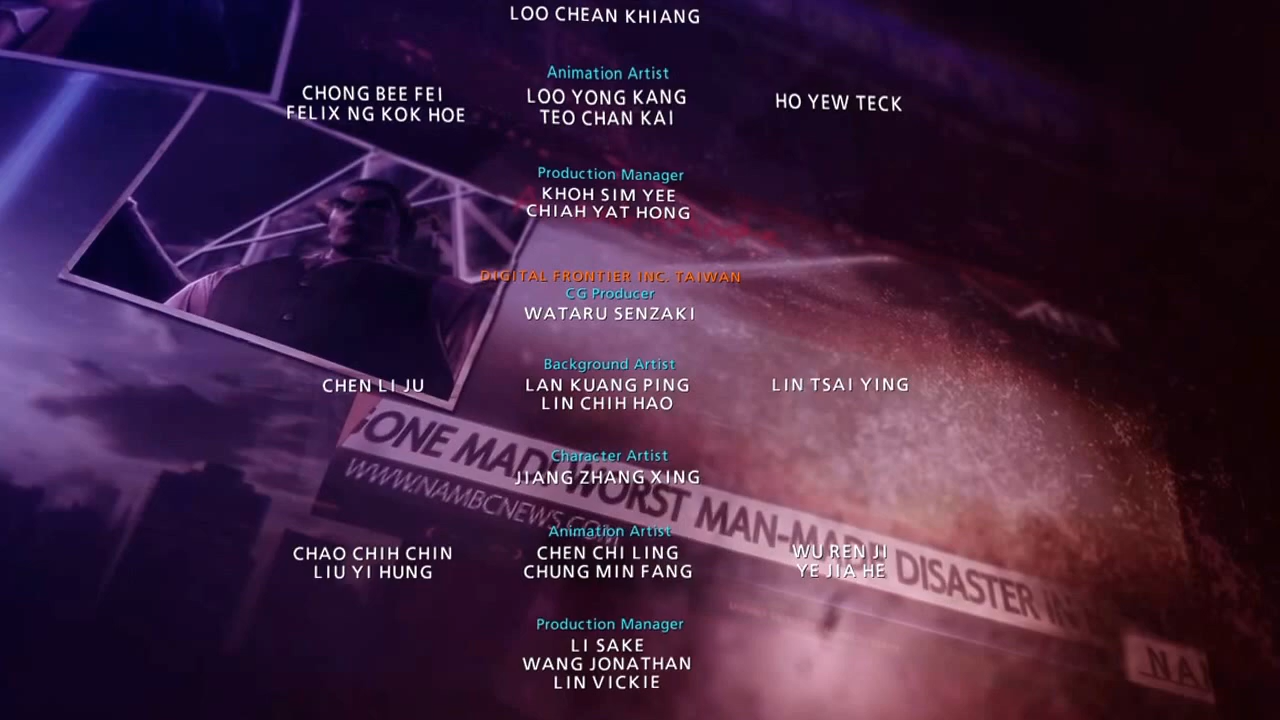 LOO CHEAN KHIANG
Animation Artist
CHONG BEE FEI LOO YONG KANG HO YEW TECK
FELIX NG KOK HOE TEO CHAN KAI
Production Manager
KHOH SIM YEE
CHIAH YAT HONG
DIGITAL FRONTIER INC. TAIWAN
CG Producer
WATARU SENZAKI
Background Artist
CHEN LI JU LAN KUANG PING LIN TSAI YING
LIN CHIH HAO
Character Artist
JIANG ZHANG XING
GONE MAD! WORST MAN-MADE DISASTER IN
WWW.NAMBCNEWS.COM
Animation Artist
CHAO CHIH CHIN CHEN CHI LING WU REN JI
LIU YI HUNG CHUNG MIN FANG YE JIA HE
Production Manager
LI SAKE
WANG JONATHAN
LIN VICKIE